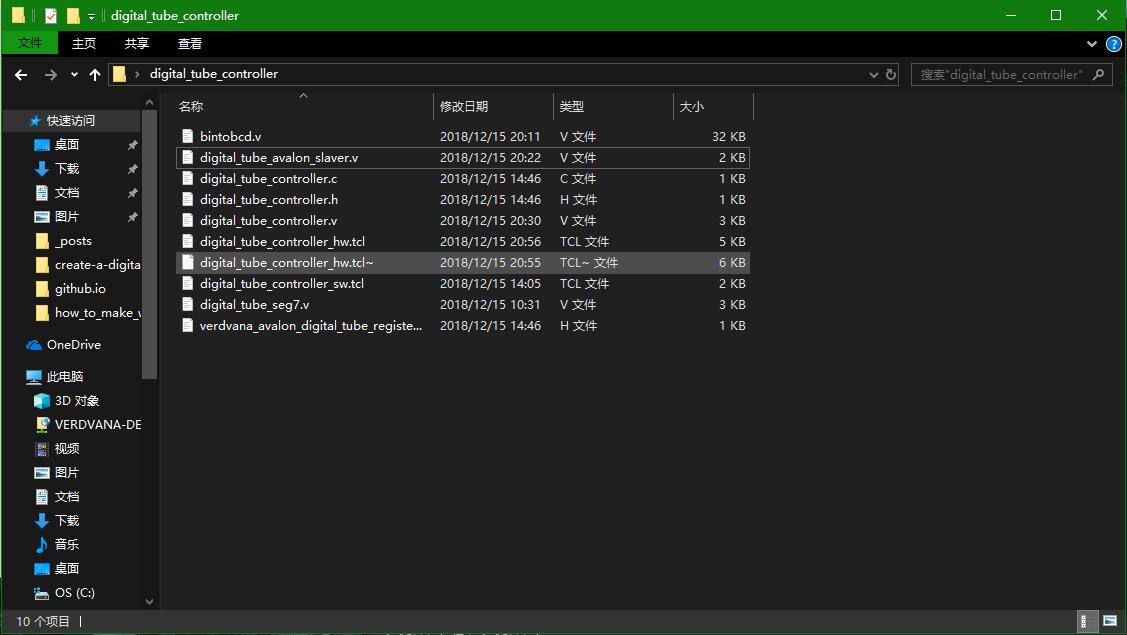 digital_tube_controller
文件 主页 共享 查看
digital_tube_controller 搜索"digital_tube_controller"
名称 修改日期 类型 大小
快速访问
桌面
下载
文档
图片
_posts
create-a-digita
github.io
how_to_make_v
OneDrive
此电脑
3D 对象
VERDVANA-DE
视频
图片
文档
下载
音乐
桌面
OS (C:)
bintobcd.v 2018/12/15 20:11 V 文件 32 KB
digital_tube_avalon_slaver.v 2018/12/15 20:22 V 文件 2 KB
digital_tube_controller.c 2018/12/15 14:46 C 文件 1 KB
digital_tube_controller.h 2018/12/15 14:46 H 文件 1 KB
digital_tube_controller.v 2018/12/15 20:30 V 文件 3 KB
digital_tube_controller_hw.tcl 2018/12/15 20:56 TCL 文件 5 KB
digital_tube_controller_hw.tcl~ 2018/12/15 20:55 TCL~ 文件 6 KB
digital_tube_controller_sw.tcl 2018/12/15 14:05 TCL 文件 2 KB
digital_tube_seg7.v 2018/12/15 10:31 V 文件 3 KB
verdvana_avalon_digital_tube_registe... 2018/12/15 14:46 H 文件 1 KB
10 个项目